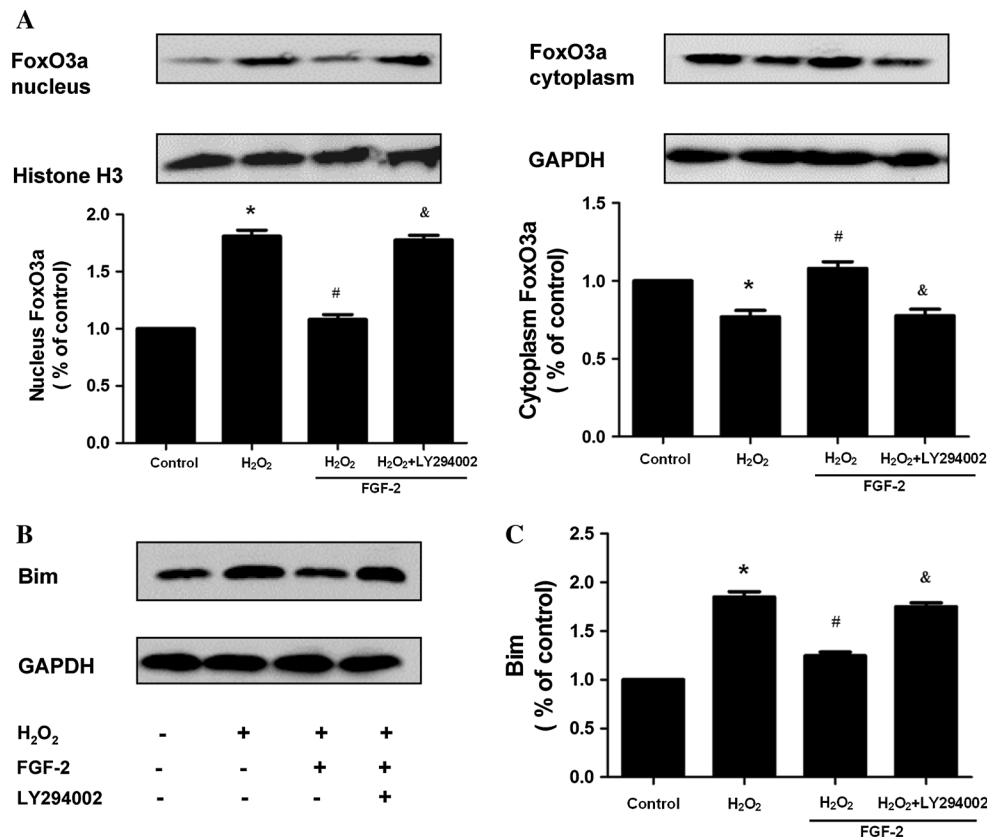 A
FoxO3a
nucleus
Histone H3
Nucleus FoxO3a
( % of control)
2.0
1.5
1.0
0.5
0.0
*
#
&
Control
H₂O₂
H₂O₂
H₂O₂+LY294002
FGF-2
FoxO3a
cytoplasm
GAPDH
Cytoplasm FoxO3a
( % of control)
1.5
1.0
0.5
0.0
*
#
&
Control
H₂O₂
H₂O₂
H₂O₂+LY294002
FGF-2
B
Bim
GAPDH
H₂O₂ - + + +
FGF-2 - - + +
LY294002 - - - +
C
Bim
( % of control)
2.5
2.0
1.5
1.0
0.5
0.0
*
#
&
Control
H₂O₂
H₂O₂
H₂O₂+LY294002
FGF-2